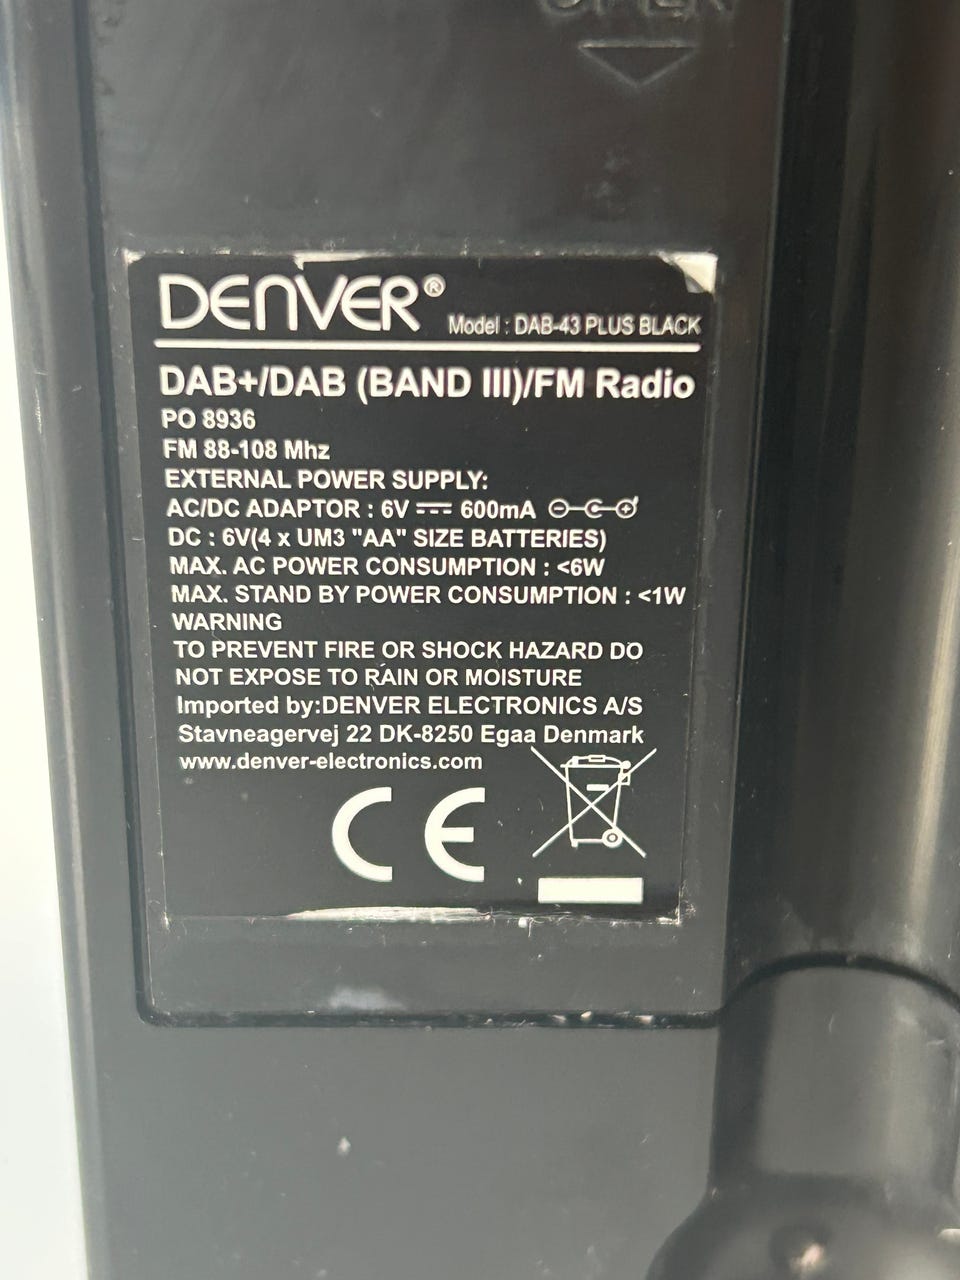 OPEN
DENVER®
Model : DAB-43 PLUS BLACK
DAB+/DAB (BAND III)/FM Radio
PO 8936
FM 88-108 Mhz
EXTERNAL POWER SUPPLY:
AC/DC ADAPTOR : 6V ⎓ 600mA
DC : 6V(4 x UM3 "AA" SIZE BATTERIES)
MAX. AC POWER CONSUMPTION : <6W
MAX. STAND BY POWER CONSUMPTION : <1W
WARNING
TO PREVENT FIRE OR SHOCK HAZARD DO
NOT EXPOSE TO RAIN OR MOISTURE
Imported by:DENVER ELECTRONICS A/S
Stavneagervej 22 DK-8250 Egaa Denmark
www.denver-electronics.com
CE